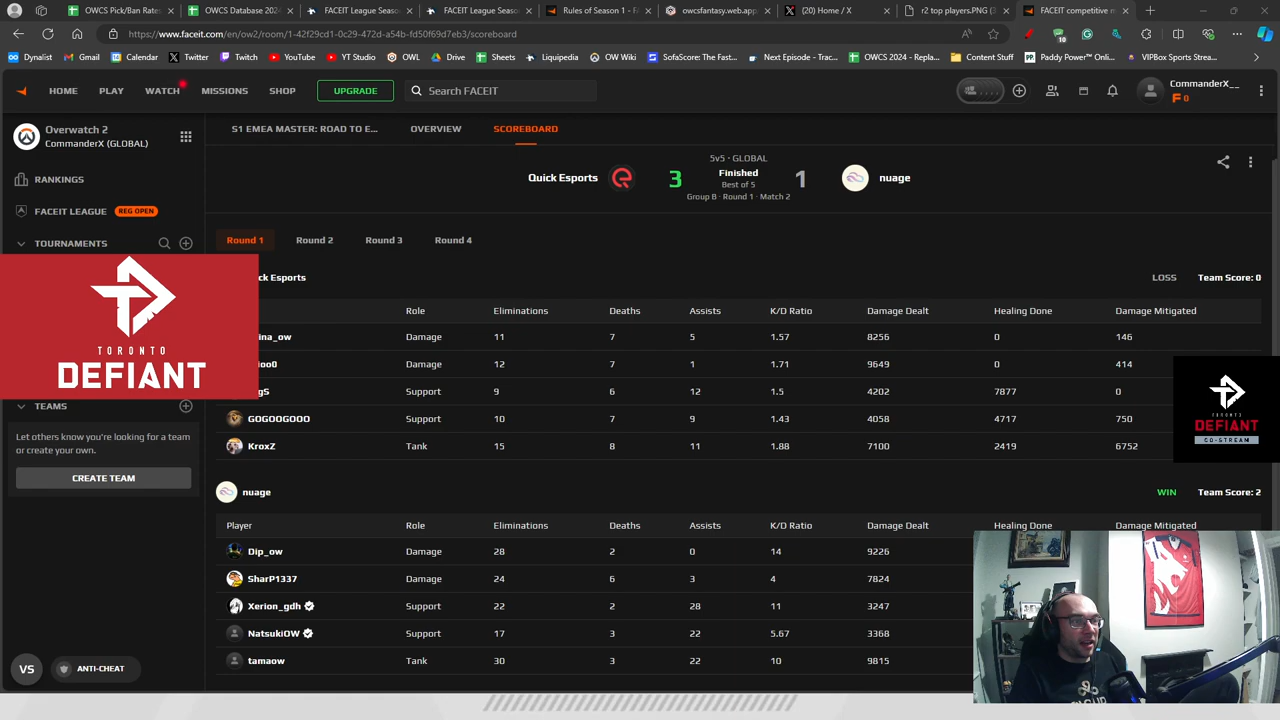 OWCS Pick/Ban Rates
OWCS Database 2024
FACEIT League Season
FACEIT League Season
Rules of Season 1 - F
owcsfantasy.web.app
(20) Home / X
r2 top players.PNG (
FACEIT competitive m
https://www.faceit.com/en/ow2/room/1-42f29cd1-0c29-472d-a54b-fd50f69d7eb3/scoreboard
Dynalist Gmail Calendar Twitter Twitch YouTube YT Studio OWL Drive Sheets Liquipedia OW Wiki SofaScore: The Fast... Next Episode - Trac... OWCS 2024 - Repla... Content Stuff Paddy Power™ Onli... VIPBox Sports Strea...
HOME PLAY WATCH MISSIONS SHOP UPGRADE Search FACEIT
CommanderX__
0
Overwatch 2
CommanderX (GLOBAL)
RANKINGS
FACEIT LEAGUE REG OPEN
TOURNAMENTS
TORONTO
DEFIANT
TEAMS
Let others know you're looking for a team
or create your own.
CREATE TEAM
VS ANTI-CHEAT
S1 EMEA MASTER: ROAD TO E... OVERVIEW SCOREBOARD
5v5 • GLOBAL
Quick Esports 3 Finished 1 nuage
Best of 5
Group B • Round 1 • Match 2
Round 1 Round 2 Round 3 Round 4
ck Esports LOSS Team Score: 0
Role Eliminations Deaths Assists K/D Ratio Damage Dealt Healing Done Damage Mitigated
ina_ow Damage 11 7 5 1.57 8256 0 146
oo0 Damage 12 7 1 1.71 9649 0 414
gS Support 9 6 12 1.5 4202 7877 0
GOGOOGOOD Support 10 7 9 1.43 4058 4717 750
KroxZ Tank 15 8 11 1.88 7100 2419 6752
TORONTO
DEFIANT
CO-STREAM
nuage WIN Team Score: 2
Player Role Eliminations Deaths Assists K/D Ratio Damage Dealt Healing Done Damage Mitigated
Dip_ow Damage 28 2 0 14 9226
SharP1337 Damage 24 6 3 4 7824
Xerion_gdh Support 22 2 28 11 3247
NatsukiOW Support 17 3 22 5.67 3368
tamaow Tank 30 3 22 10 9815